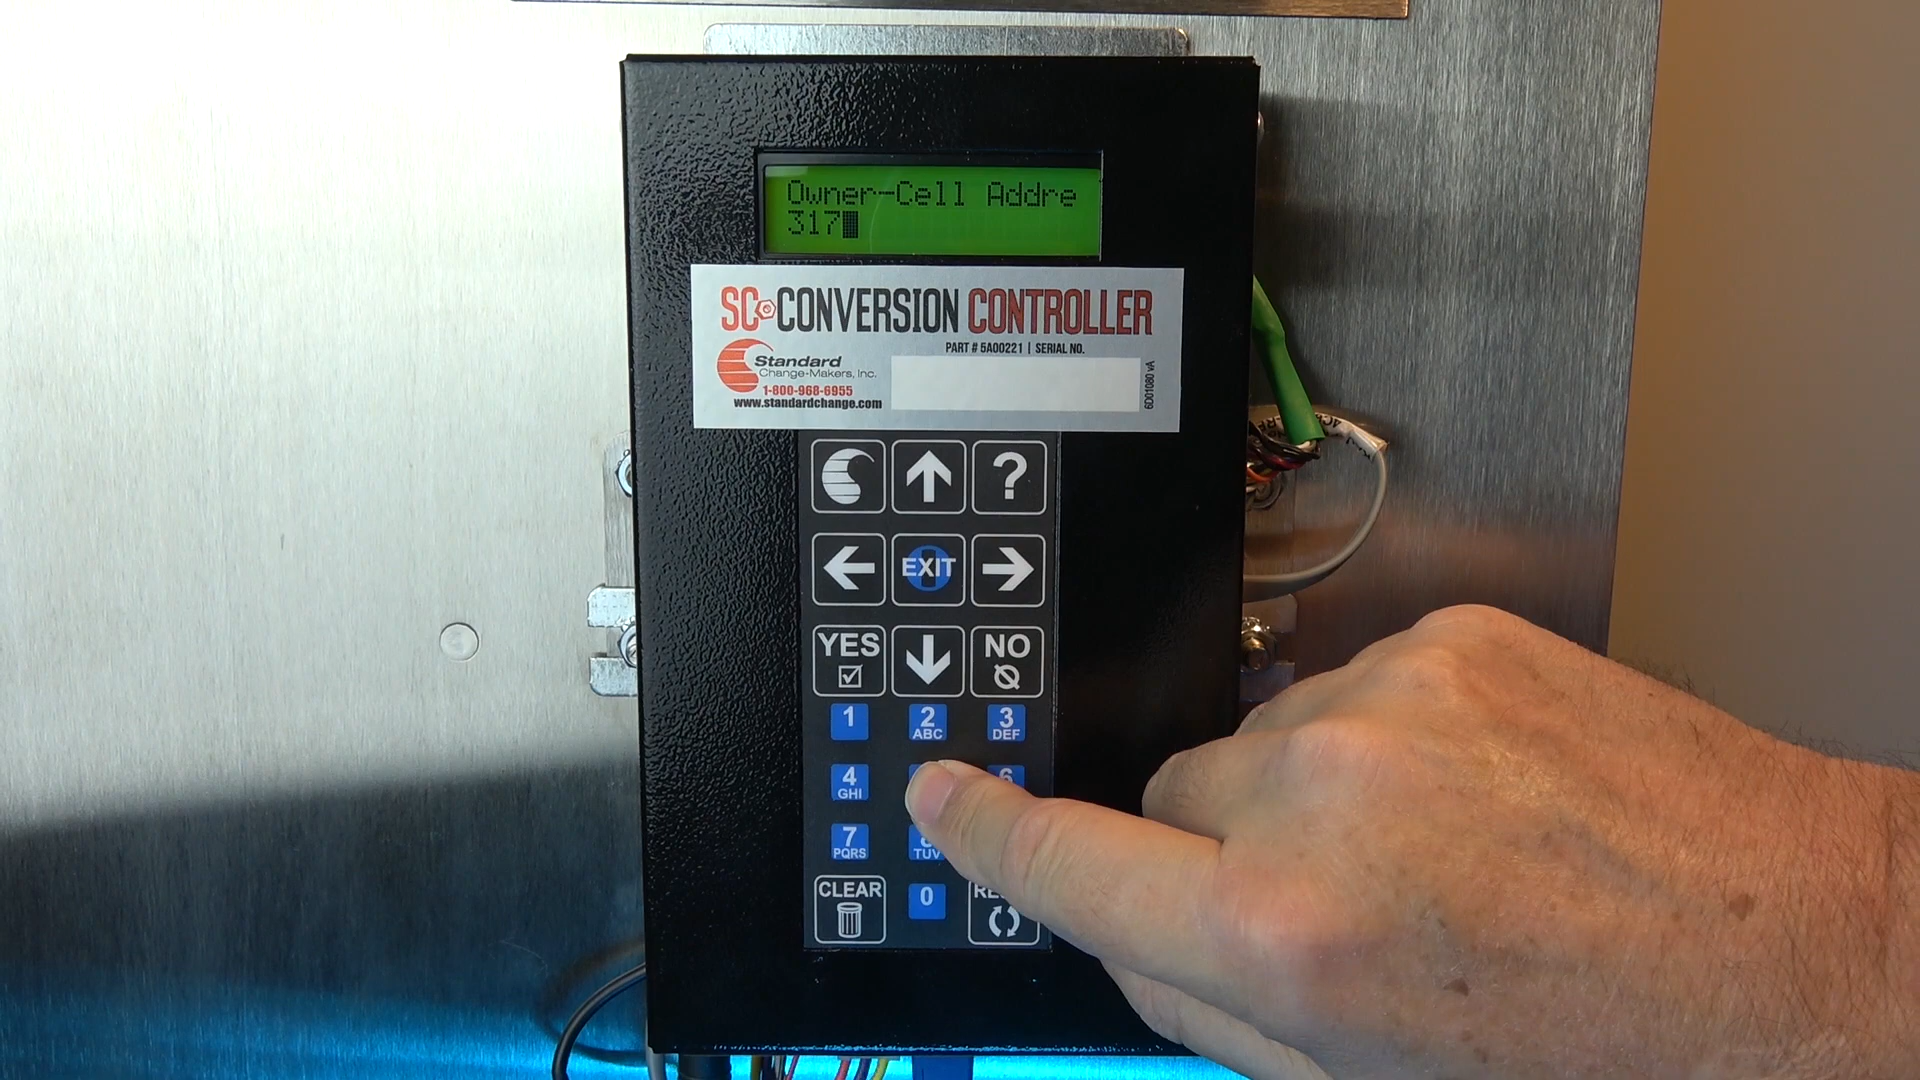 Owner-Cell Addre
317
SC CONVERSION CONTROLLER
PART # 5A00221 | SERIAL NO.
Standard
Change-Makers, Inc.
1-800-968-6955
www.standardchange.com
6D01080 vA
?
EXIT
YES NO
1 2 3
ABC DEF
4
GHI
7
PQRS TUV
CLEAR
0